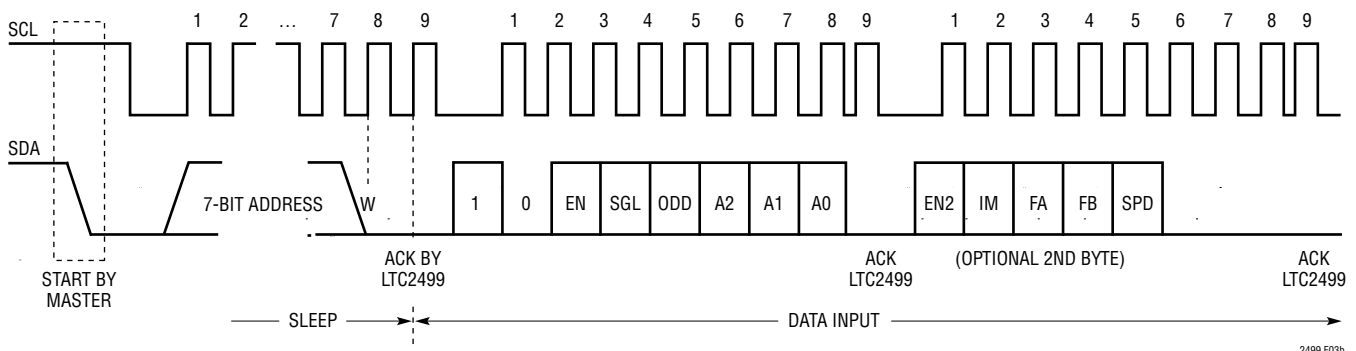 1 2 … 7 8 9 1 2 3 4 5 6 7 8 9 1 2 3 4 5 6 7 8 9
SCL
SDA
7-BIT ADDRESS W 1 0 EN SGL ODD A2 A1 A0 EN2 IM FA FB SPD
START BY
MASTER
ACK BY
LTC2499
ACK
LTC2499
(OPTIONAL 2ND BYTE)
ACK
LTC2499
SLEEP
DATA INPUT
2499 F03b